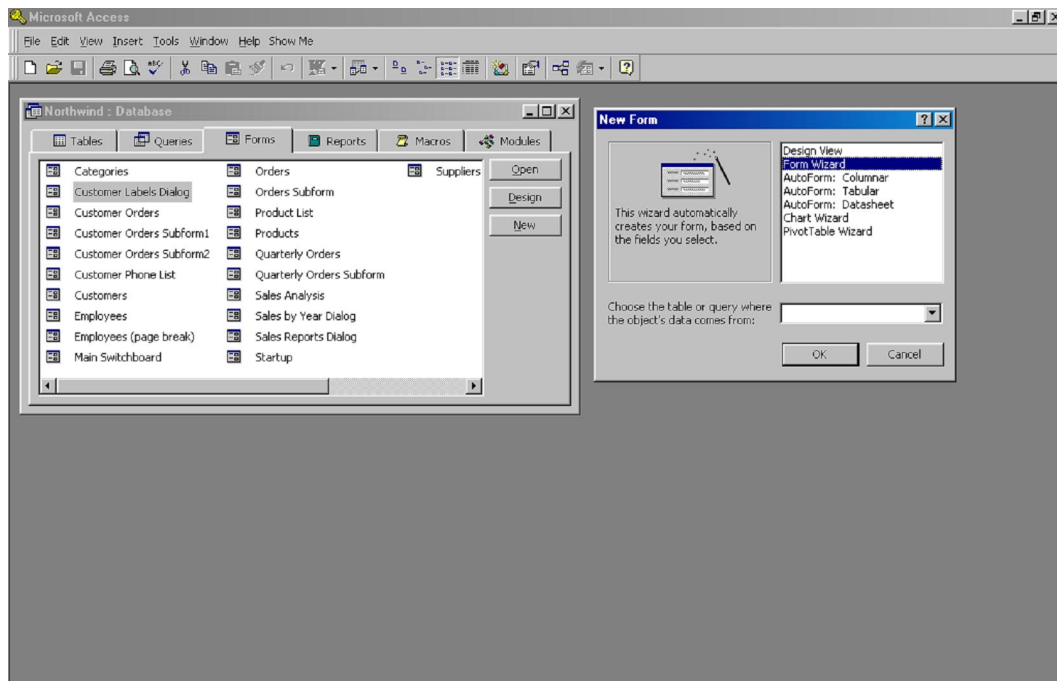 Microsoft Access
File Edit View Insert Tools Window Help Show Me
Northwind : Database
Tables Queries Forms Reports Macros Modules
Categories Orders Suppliers Open
Customer Labels Dialog Orders Subform Design
Customer Orders Product List New
Customer Orders Subform1 Products
Customer Orders Subform2 Quarterly Orders
Customer Phone List Quarterly Orders Subform
Customers Sales Analysis
Employees Sales by Year Dialog
Employees (page break) Sales Reports Dialog
Main Switchboard Startup
New Form
This wizard automatically
creates your form, based on
the fields you select.
Design View
Form Wizard
AutoForm: Columnar
AutoForm: Tabular
AutoForm: Datasheet
Chart Wizard
PivotTable Wizard
Choose the table or query where
the object's data comes from:
OK Cancel